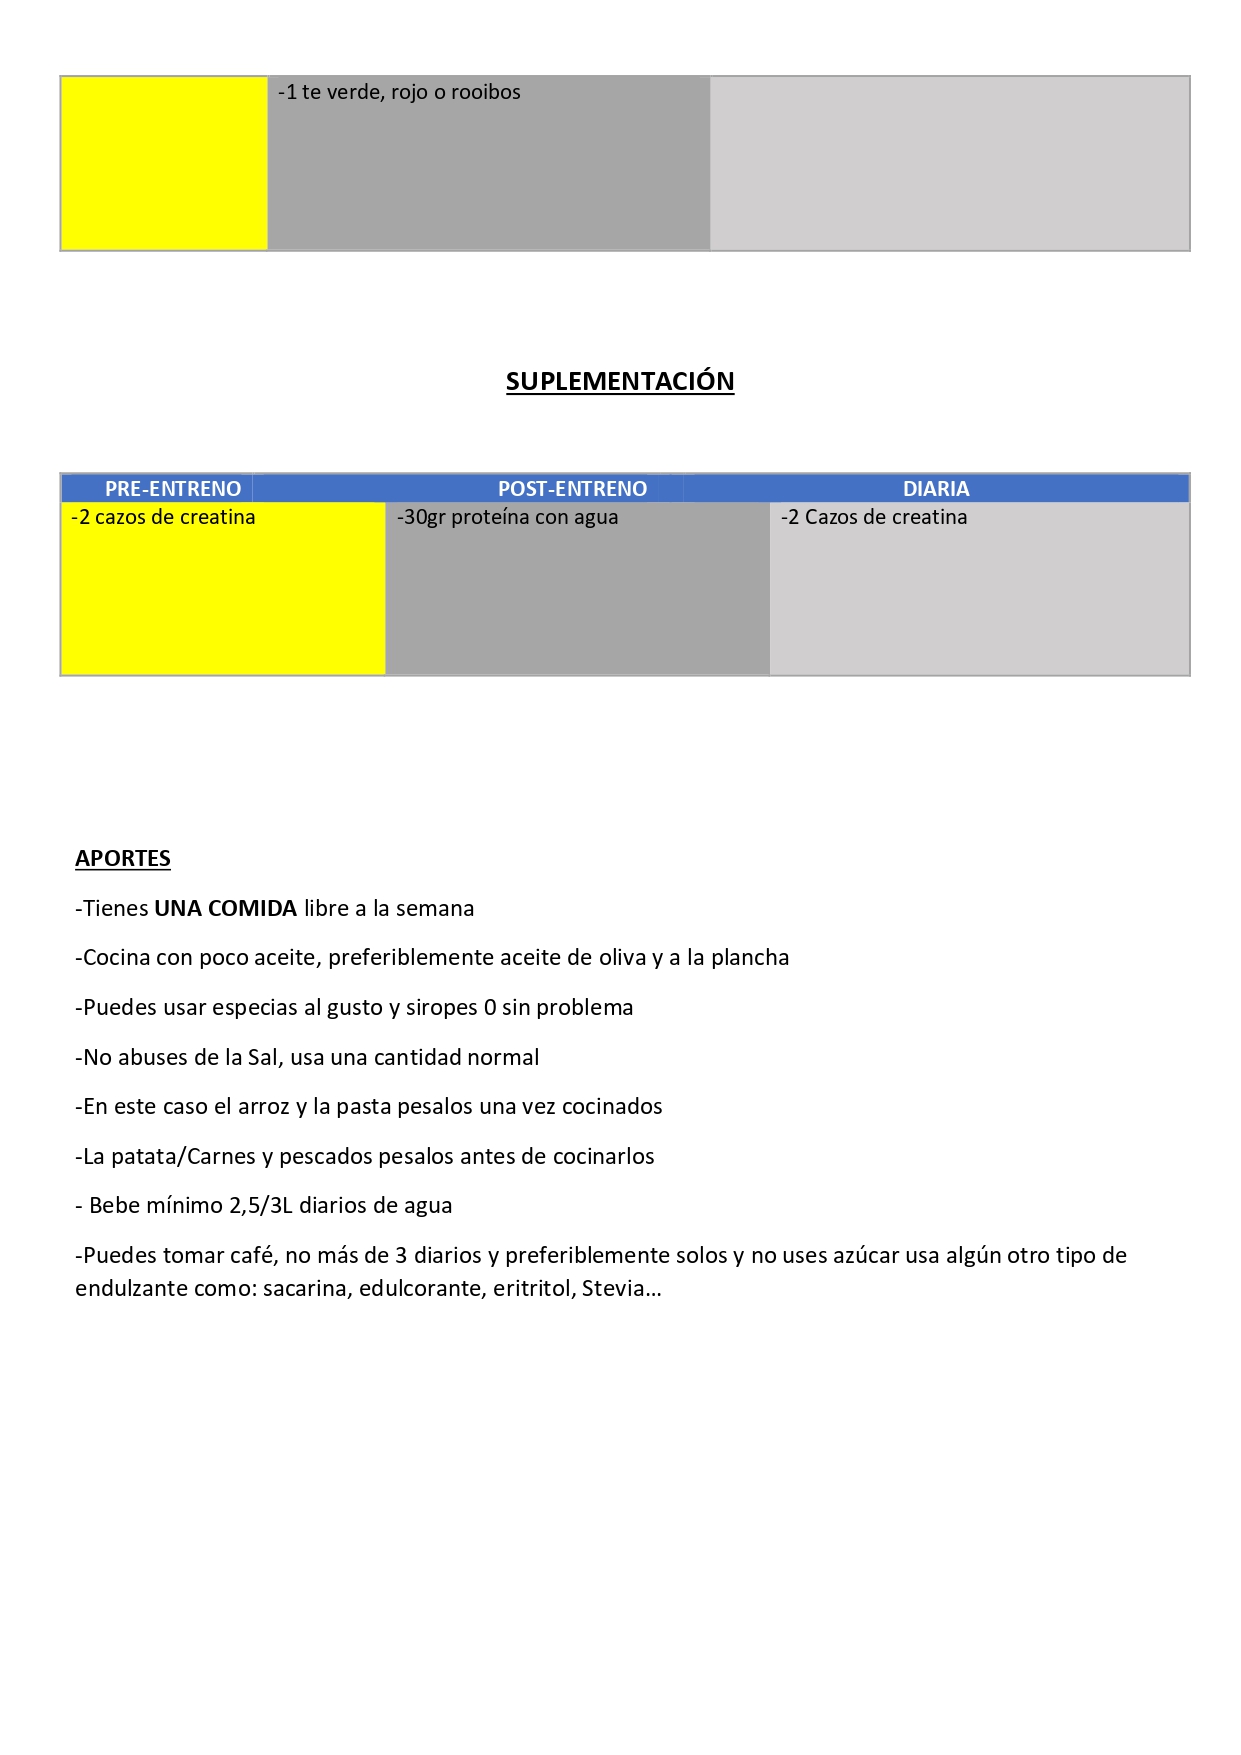 -1 te verde, rojo o rooibos
SUPLEMENTACIÓN
PRE-ENTRENO POST-ENTRENO DIARIA
-2 cazos de creatina -30gr proteína con agua -2 Cazos de creatina
APORTES
-Tienes UNA COMIDA libre a la semana
-Cocina con poco aceite, preferiblemente aceite de oliva y a la plancha
-Puedes usar especias al gusto y siropes 0 sin problema
-No abuses de la Sal, usa una cantidad normal
-En este caso el arroz y la pasta pesalos una vez cocinados
-La patata/Carnes y pescados pesalos antes de cocinarlos
- Bebe mínimo 2,5/3L diarios de agua
-Puedes tomar café, no más de 3 diarios y preferiblemente solos y no uses azúcar usa algún otro tipo de
endulzante como: sacarina, edulcorante, eritritol, Stevia...